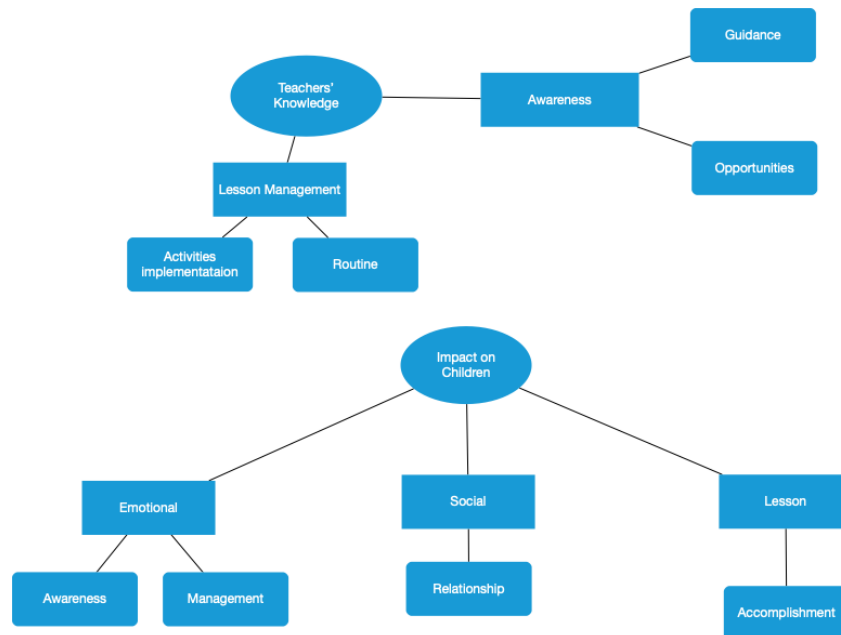 Guidance
Teachers'
Knowledge
Awareness
Opportunities
Lesson Management
Activities
implementataion
Routine
Impact on
Children
Emotional
Social
Lesson
Awareness
Management
Relationship
Accomplishment